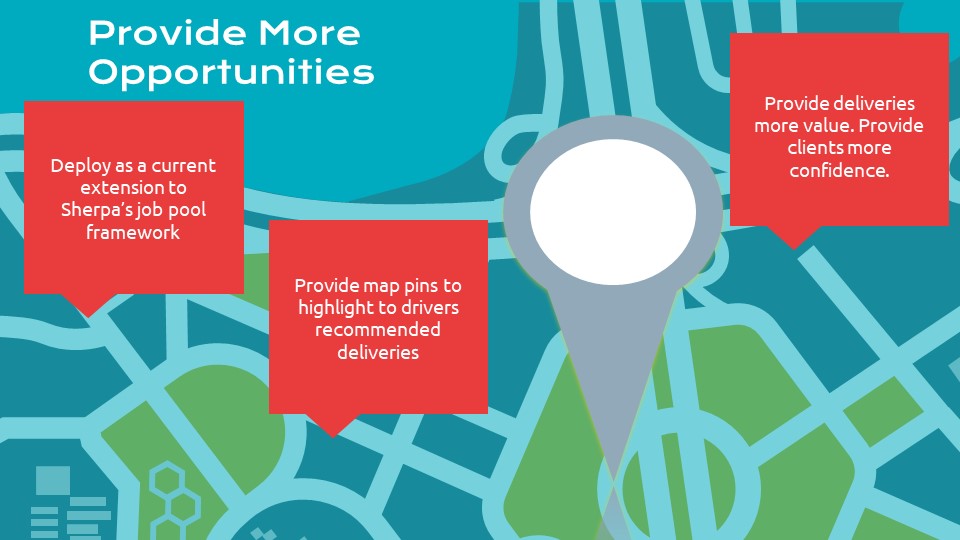 Provide More
Opportunities
Deploy as a current
extension to
Sherpa's job pool
framework
Provide map pins to
highlight to drivers
recommended
deliveries
Provide deliveries
more value. Provide
clients more
confidence.